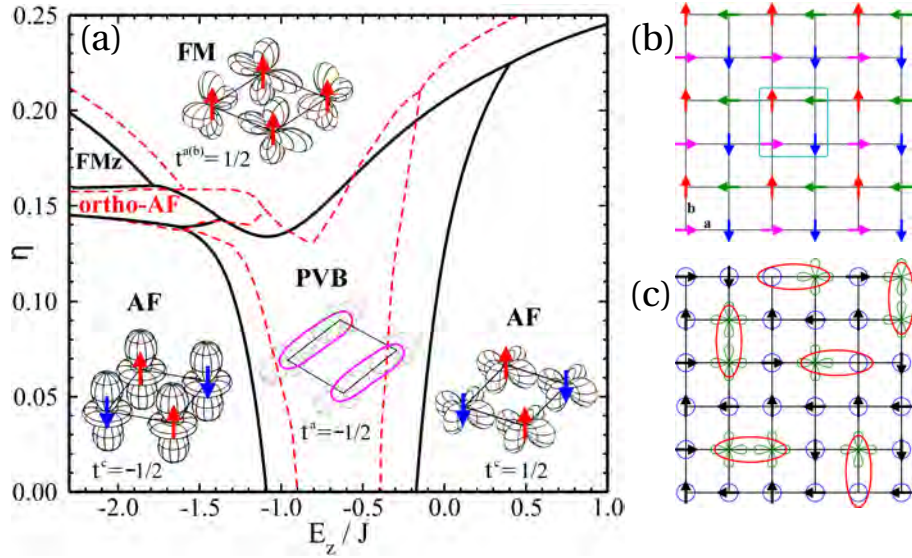 (a)
FM
t^a(b)=1/2
FMz
ortho-AF
PVB
AF
AF
t^c=-1/2
t^a=-1/2
t^c=1/2
0.25
0.20
0.15
0.10
0.05
0.00
η
-2.0 -1.5 -1.0 -0.5 0.0 0.5 1.0
E_z / J
(b)
b
a
(c)